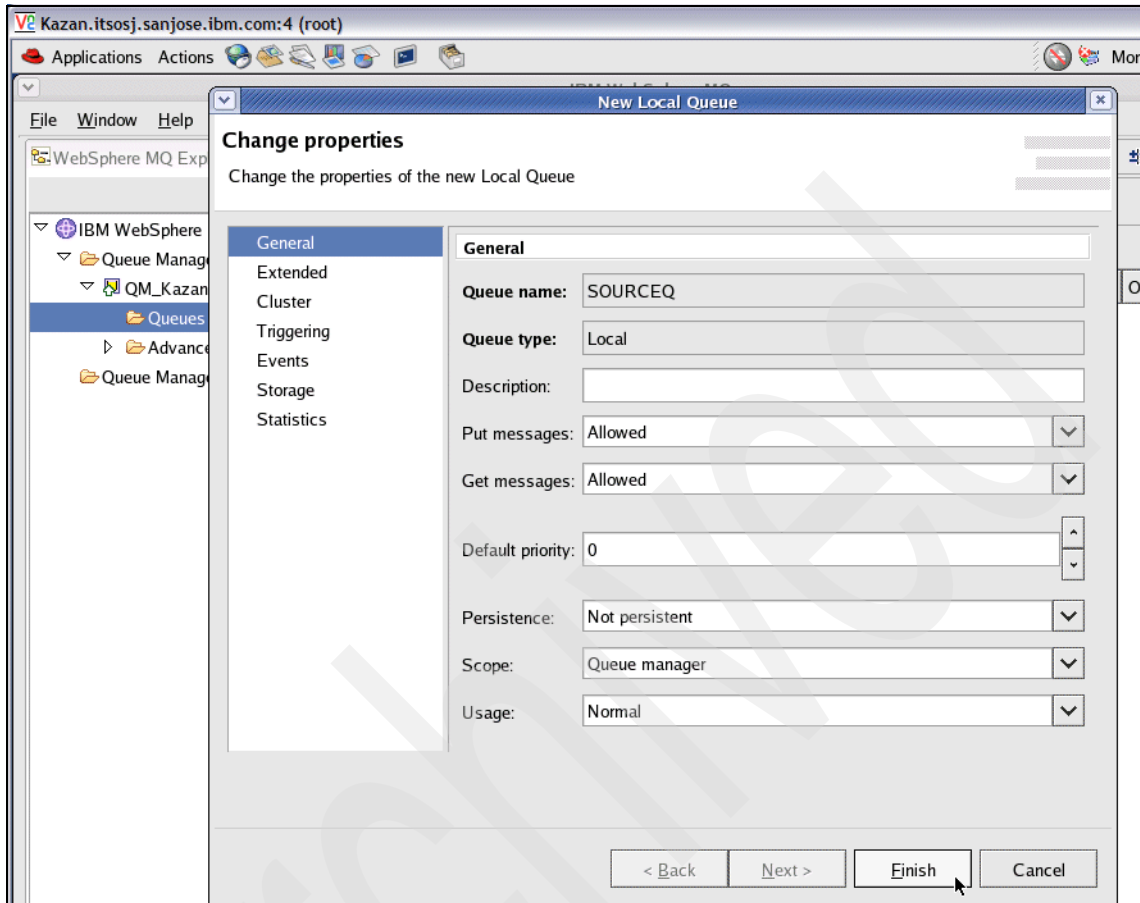 Kazan.itsosj.sanjose.ibm.com:4 (root)
Applications Actions
Mor
File Window Help
WebSphere MQ Exp
IBM WebSphere
Queue Manag
QM_Kazan
Queues
Advance
Queue Manag
New Local Queue
Change properties
Change the properties of the new Local Queue
General
Extended
Cluster
Triggering
Events
Storage
Statistics
General
Queue name: SOURCEQ
Queue type: Local
Description:
Put messages: Allowed
Get messages: Allowed
Default priority: 0
Persistence: Not persistent
Scope: Queue manager
Usage: Normal
< Back Next > Finish Cancel
chived